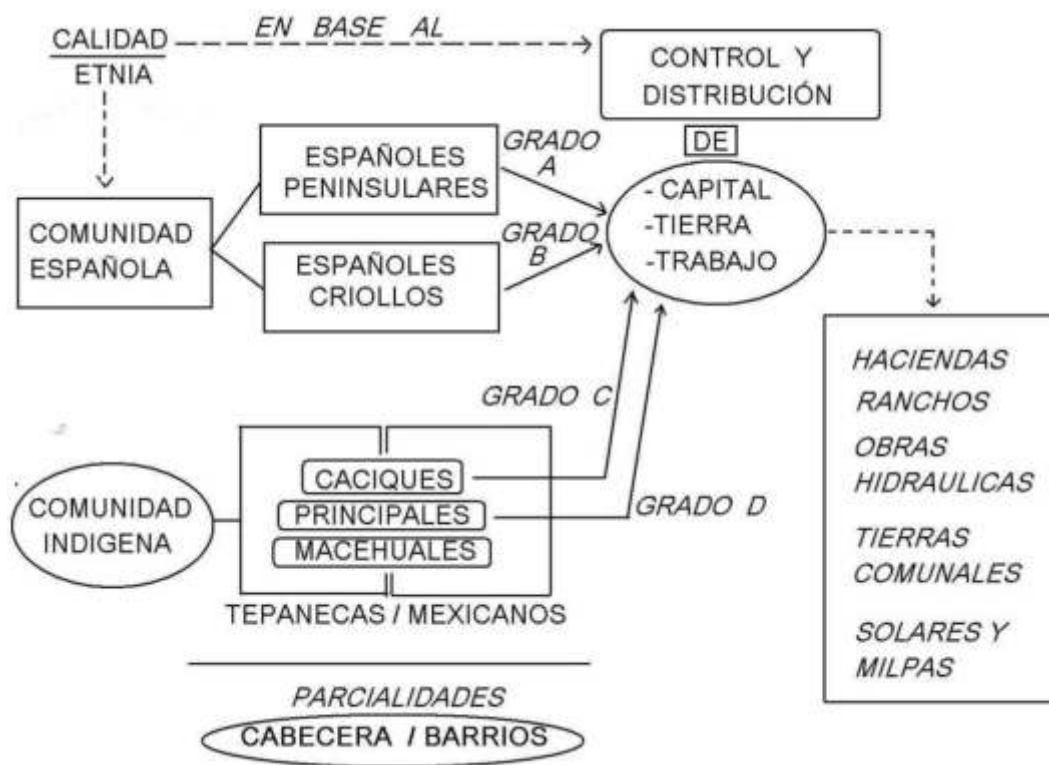 CALIDAD
ETNIA
EN BASE AL
CONTROL Y
DISTRIBUCIÓN
DE
- CAPITAL
-TIERRA
-TRABAJO
COMUNIDAD
ESPAÑOLA
ESPAÑOLES
PENINSULARES
GRADO
A
ESPAÑOLES
CRIOLLOS
GRADO
B
HACIENDAS
RANCHOS
OBRAS
HIDRAULICAS
TIERRAS
COMUNALES
SOLARES Y
MILPAS
COMUNIDAD
INDIGENA
CACIQUES
PRINCIPALES
MACEHUALES
GRADO C
GRADO D
TEPANECAS / MEXICANOS
PARCIALIDADES
CABECERA / BARRIOS